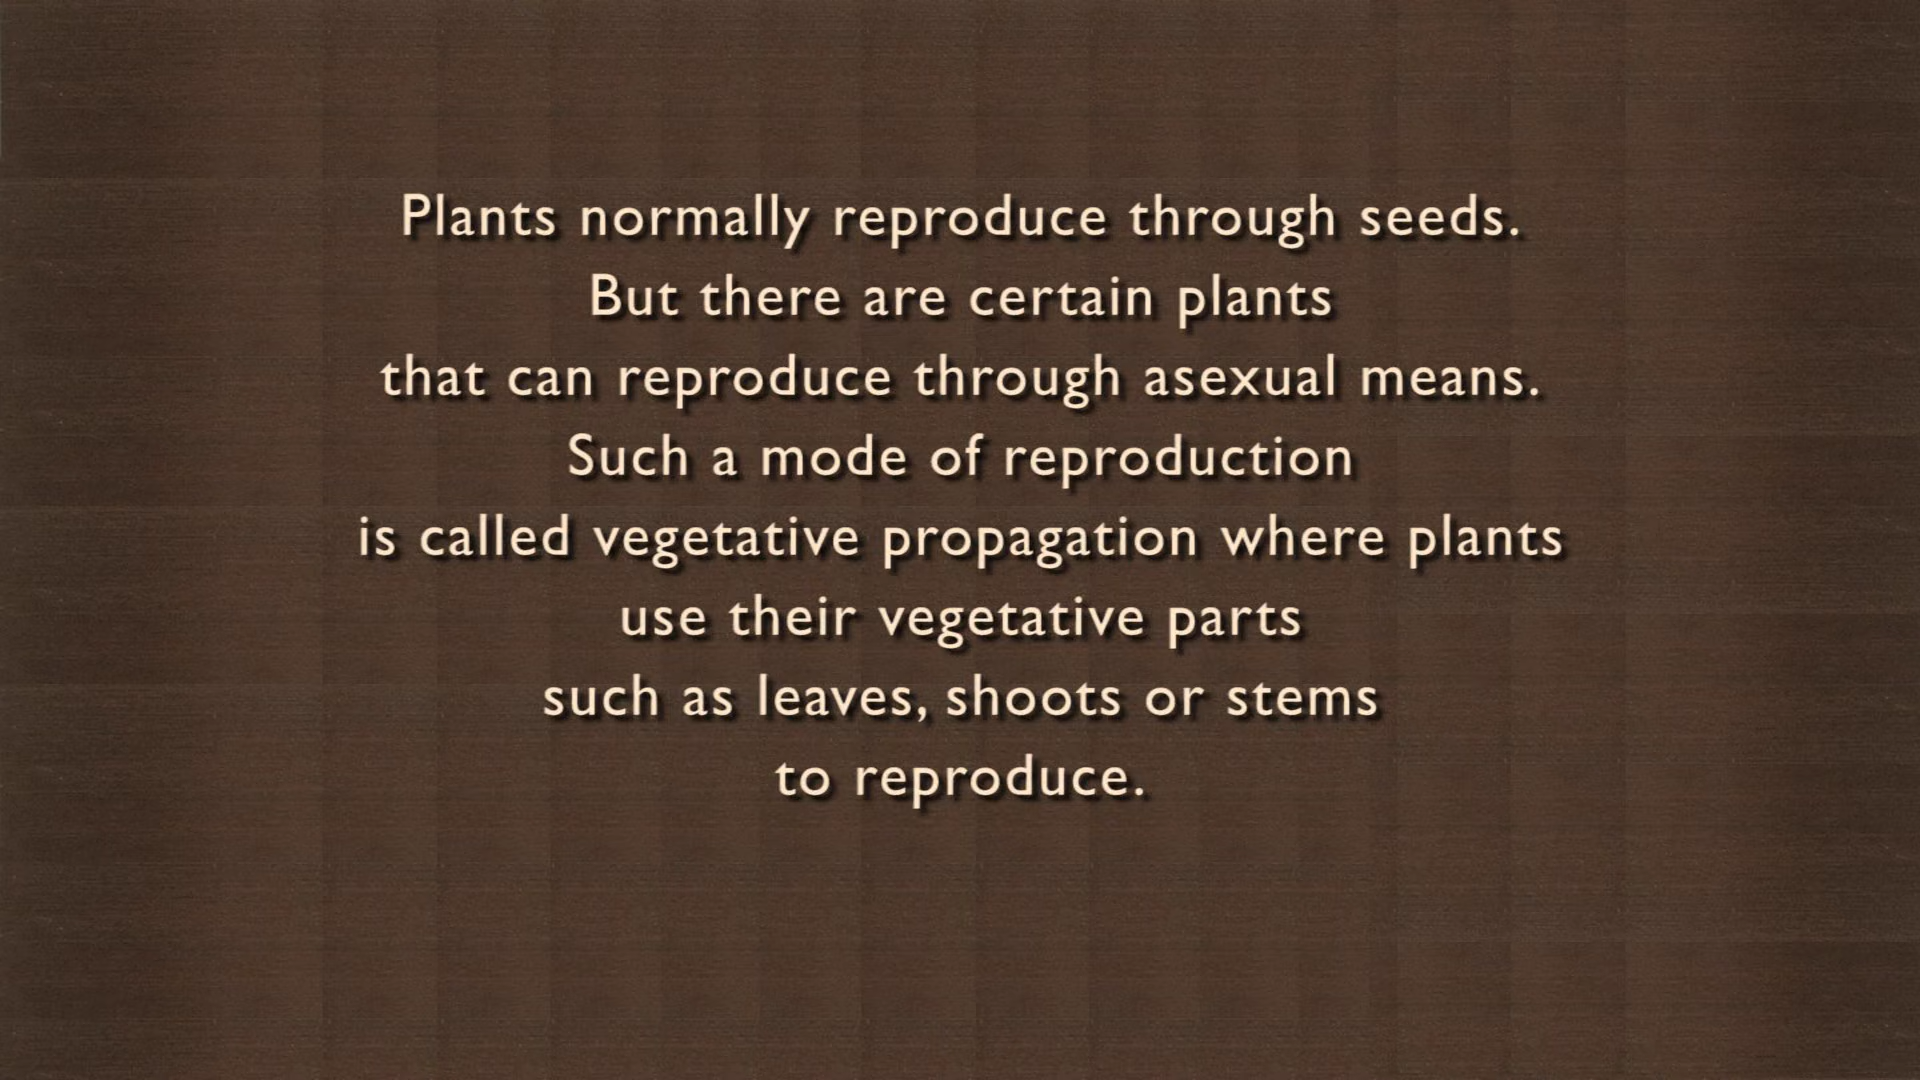 Plants normally reproduce through seeds.
But there are certain plants
that can reproduce through asexual means.
Such a mode of reproduction
is called vegetative propagation where plants
use their vegetative parts
such as leaves, shoots or stems
to reproduce.